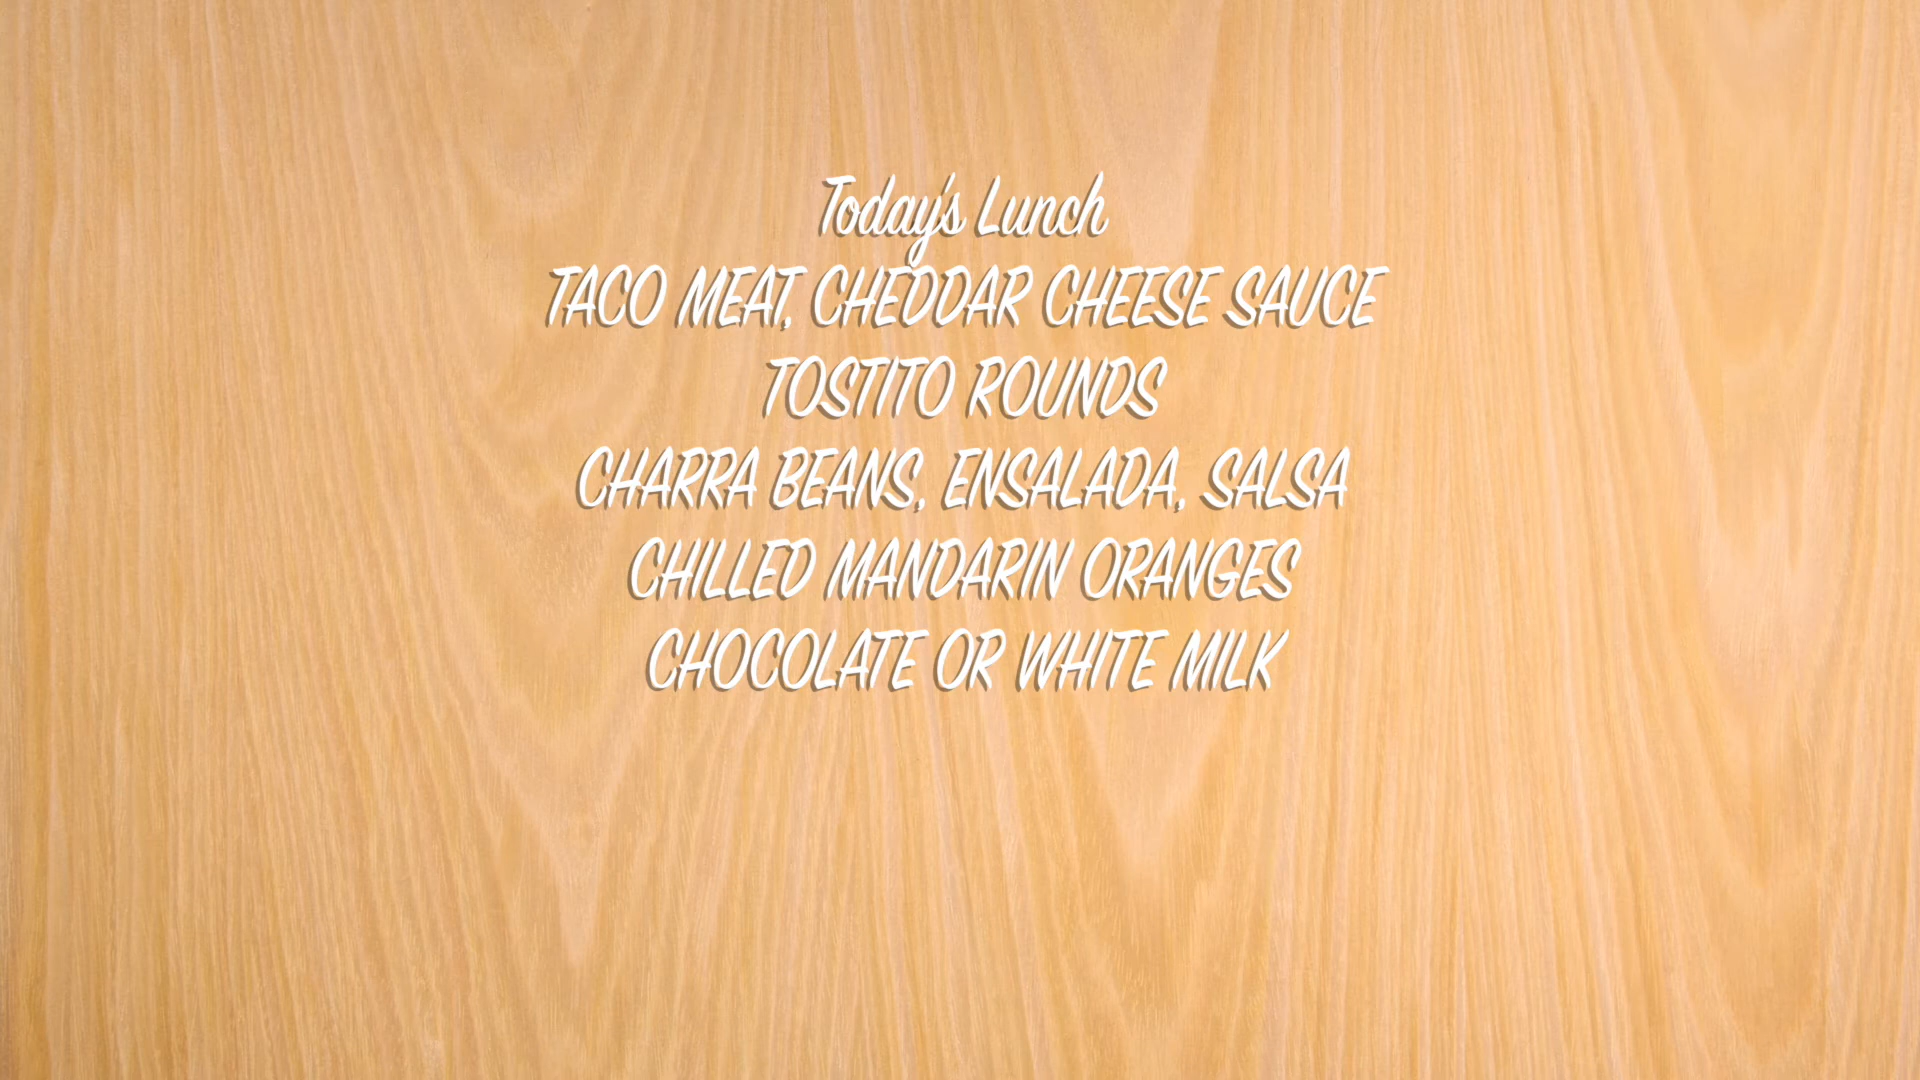 Today's Lunch
TACO MEAT, CHEDDAR CHEESE SAUCE
TOSTITO ROUNDS
CHARRA BEANS, ENSALADA, SALSA
CHILLED MANDARIN ORANGES
CHOCOLATE OR WHITE MILK